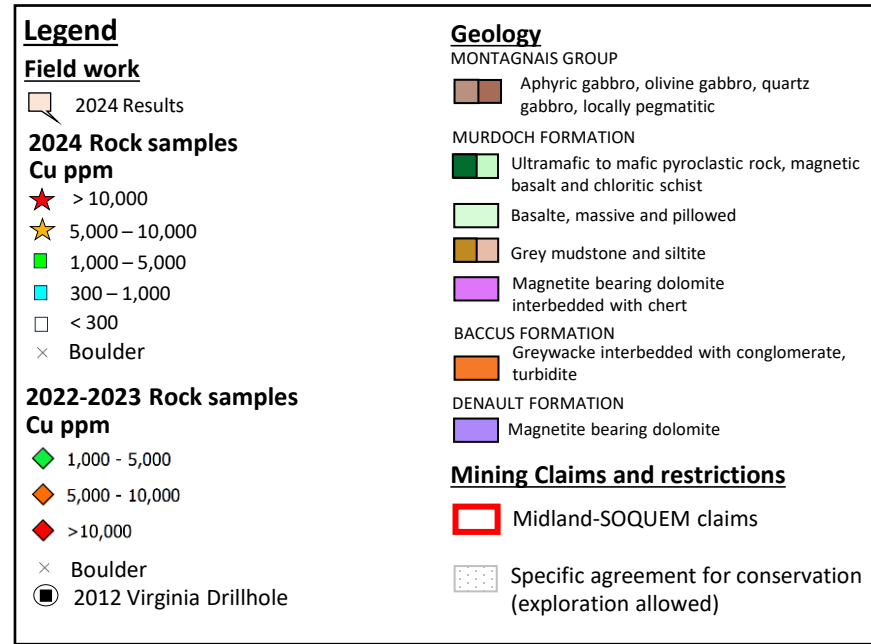 Legend
Field work
2024 Results
2024 Rock samples
Cu ppm
> 10,000
5,000 – 10,000
1,000 – 5,000
300 – 1,000
< 300
Boulder
2022-2023 Rock samples
Cu ppm
1,000 - 5,000
5,000 - 10,000
>10,000
Boulder
2012 Virginia Drillhole
Geology
MONTAGNAIS GROUP
Aphyric gabbro, olivine gabbro, quartz
gabbro, locally pegmatitic
MURDOCH FORMATION
Ultramafic to mafic pyroclastic rock, magnetic
basalt and chloritic schist
Basalte, massive and pillowed
Grey mudstone and siltite
Magnetite bearing dolomite
interbedded with chert
BACCUS FORMATION
Greywacke interbedded with conglomerate,
turbidite
DENAULT FORMATION
Magnetite bearing dolomite
Mining Claims and restrictions
Midland-SOQUEM claims
Specific agreement for conservation
(exploration allowed)